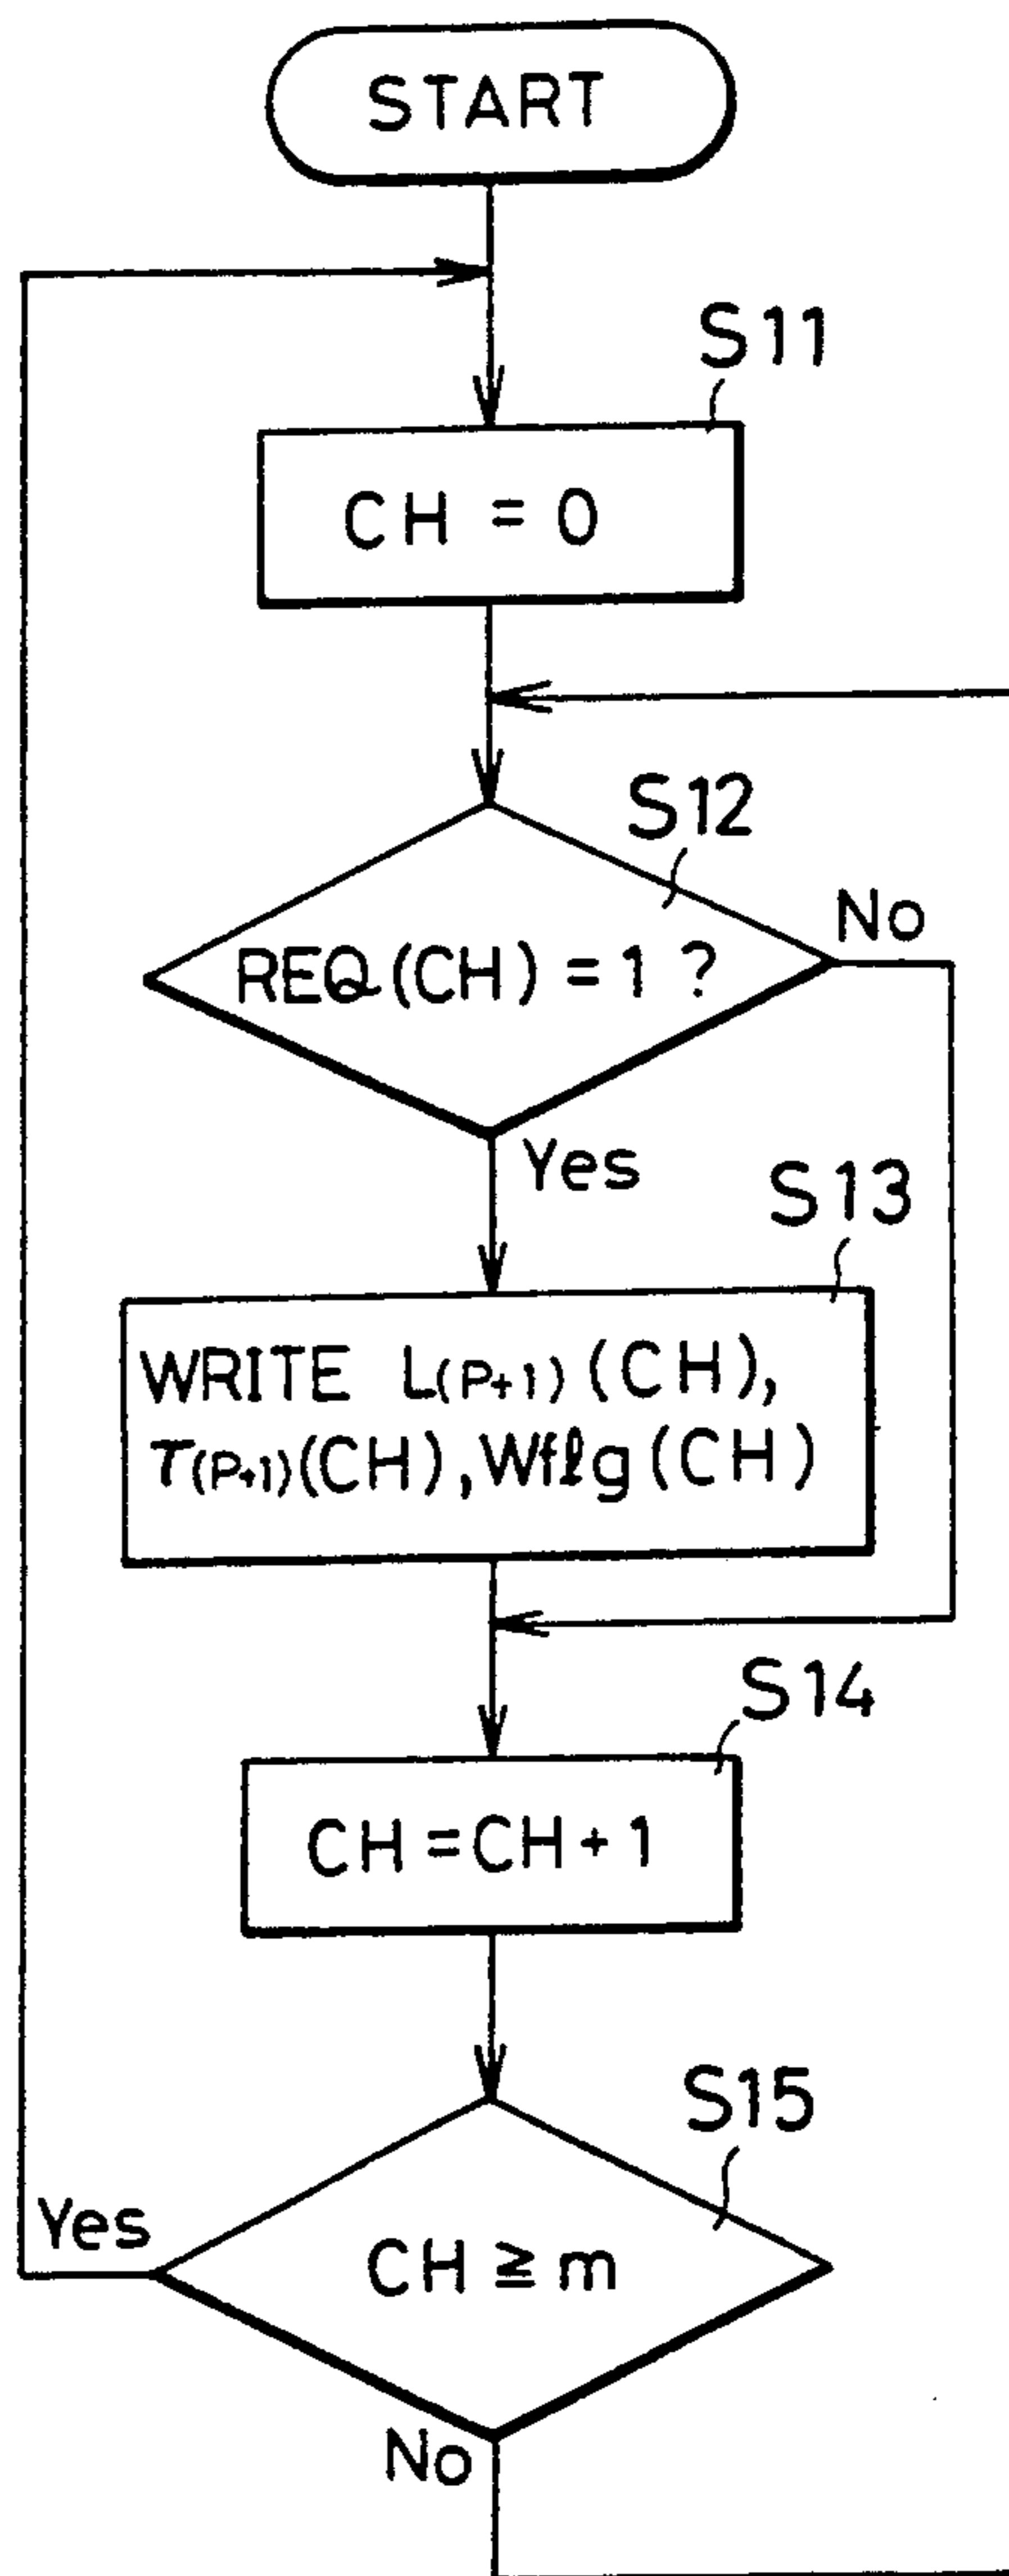 START
S11
CH = 0
S12
No
REQ(CH) = 1 ?
Yes
S13
WRITE L(P+1) (CH),
T(P+1)(CH), Wflg (CH)
S14
CH = CH + 1
S15
Yes
CH ≧ m
No